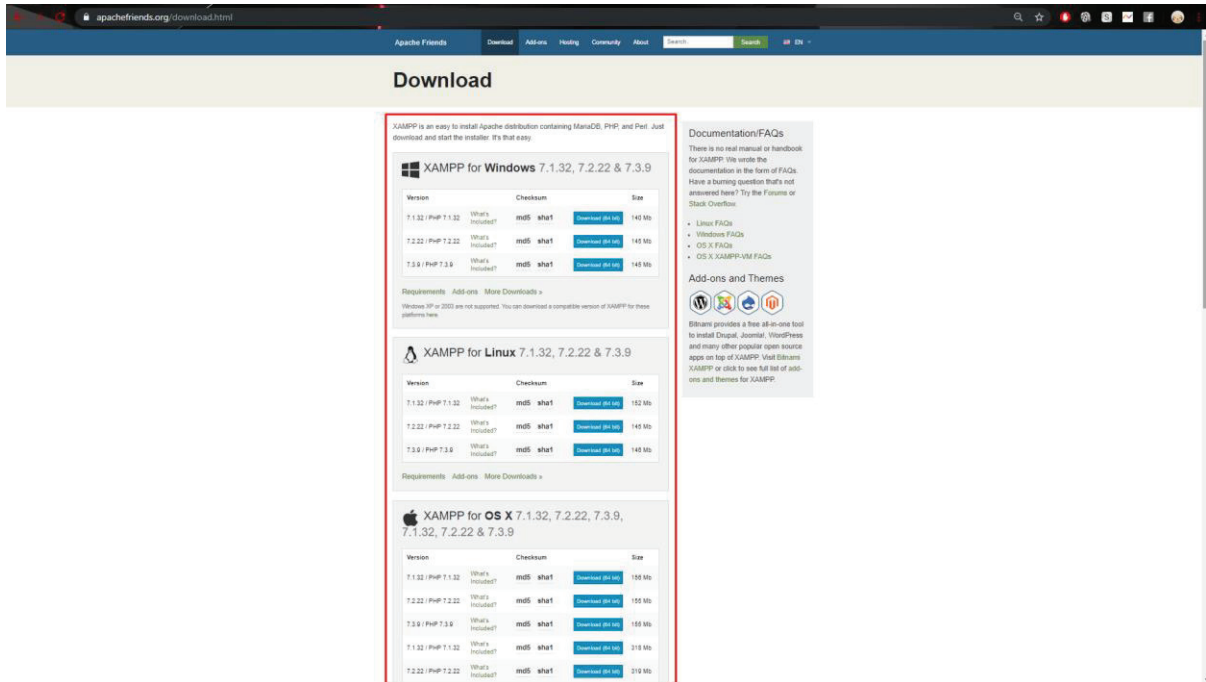 apachefriends.org/download.html
Apache Friends Download Add-ons Hosting Community About Search... Search EN
Download
XAMPP is an easy to install Apache distribution containing MariaDB, PHP, and Perl. Just
download and start the installer. It's that easy.
XAMPP for Windows 7.1.32, 7.2.22 & 7.3.9
Version Checksum Size
7.1.32 / PHP 7.1.32 What's Included? md5 sha1 Download (64 bit) 140 Mb
7.2.22 / PHP 7.2.22 What's Included? md5 sha1 Download (64 bit) 145 Mb
7.3.9 / PHP 7.3.9 What's Included? md5 sha1 Download (64 bit) 145 Mb
Requirements Add-ons More Downloads »
Windows XP or 2003 are not supported. You can download a compatible version of XAMPP for these
platforms here.
XAMPP for Linux 7.1.32, 7.2.22 & 7.3.9
Version Checksum Size
7.1.32 / PHP 7.1.32 What's Included? md5 sha1 Download (64 bit) 152 Mb
7.2.22 / PHP 7.2.22 What's Included? md5 sha1 Download (64 bit) 145 Mb
7.3.9 / PHP 7.3.9 What's Included? md5 sha1 Download (64 bit) 148 Mb
Requirements Add-ons More Downloads »
XAMPP for OS X 7.1.32, 7.2.22, 7.3.9,
7.1.32, 7.2.22 & 7.3.9
Version Checksum Size
7.1.32 / PHP 7.1.32 What's Included? md5 sha1 Download (64 bit) 156 Mb
7.2.22 / PHP 7.2.22 What's Included? md5 sha1 Download (64 bit) 155 Mb
7.3.9 / PHP 7.3.9 What's Included? md5 sha1 Download (64 bit) 155 Mb
7.1.32 / PHP 7.1.32 What's Included? md5 sha1 Download (64 bit) 318 Mb
7.2.22 / PHP 7.2.22 What's Included? md5 sha1 Download (64 bit) 319 Mb
Documentation/FAQs
There is no real manual or handbook
for XAMPP. We wrote the
documentation in the form of FAQs.
Have a burning question that's not
answered here? Try the Forums or
Stack Overflow.
Linux FAQs
Windows FAQs
OS X FAQs
OS X XAMPP-VM FAQs
Add-ons and Themes
Bitnami provides a free all-in-one tool
to install Drupal, Joomla!, WordPress
and many other popular open source
apps on top of XAMPP. Visit Bitnami
XAMPP or click to see full list of add-
ons and themes for XAMPP.